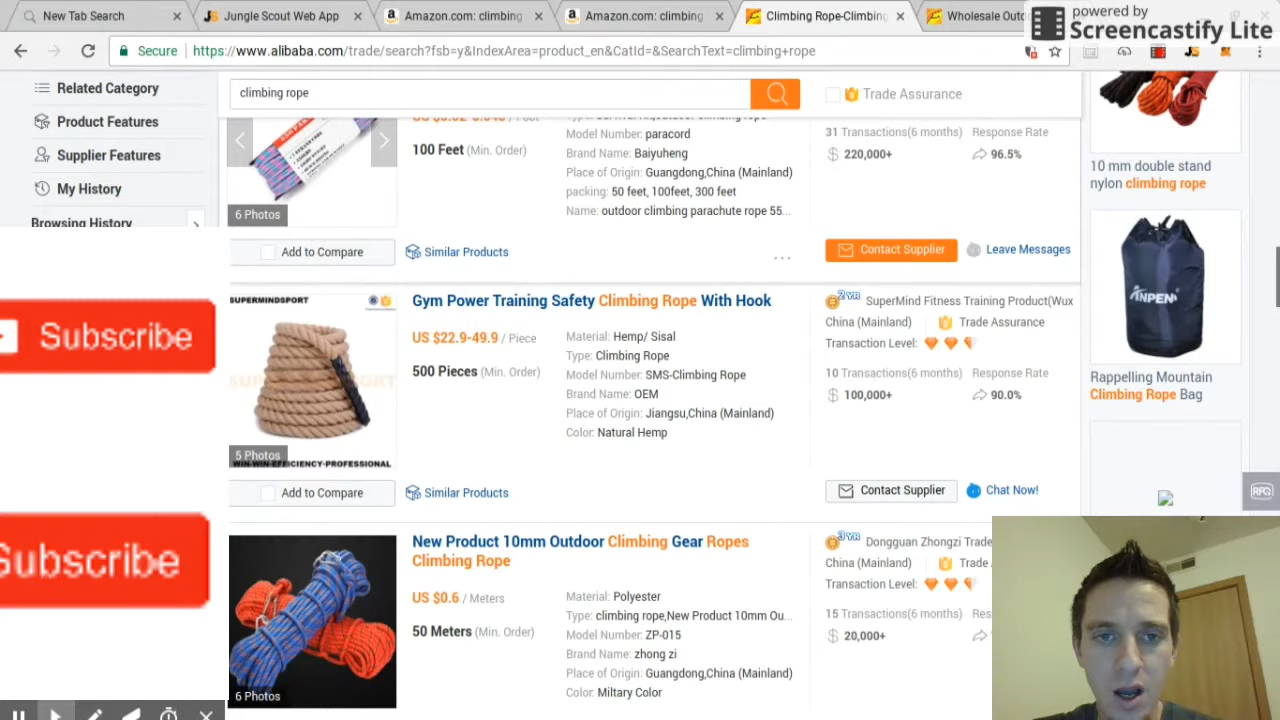 New Tab Search
Jungle Scout Web App
Amazon.com: climbing
Amazon.com: climbing
Climbing Rope-Climbing
Wholesale Outd
powered by
Screencastify Lite
Secure
https://www.alibaba.com/trade/search?fsb=y&IndexArea=product_en&CatId=&SearchText=climbing+rope
Related Category
Product Features
Supplier Features
My History
Browsing History
climbing rope
Trade Assurance
100 Feet (Min. Order)
Model Number: paracord
Brand Name: Baiyuheng
Place of Origin: Guangdong,China (Mainland)
packing: 50 feet, 100feet, 300 feet
Name: outdoor climbing parachute rope 55...
31 Transactions(6 months) Response Rate
$ 220,000+ 96.5%
6 Photos
Add to Compare
Similar Products
...
Contact Supplier
Leave Messages
10 mm double stand
nylon climbing rope
ANPEN
Rappelling Mountain
Climbing Rope Bag
RFQ
SUPERMINDSPORT
WIN-WIN-EFFICIENCY-PROFESSIONAL
5 Photos
Gym Power Training Safety Climbing Rope With Hook
US $22.9-49.9 / Piece
500 Pieces (Min. Order)
Material: Hemp/ Sisal
Type: Climbing Rope
Model Number: SMS-Climbing Rope
Brand Name: OEM
Place of Origin: Jiangsu,China (Mainland)
Color: Natural Hemp
2 YR SuperMind Fitness Training Product(Wux
China (Mainland) Trade Assurance
Transaction Level:
10 Transactions(6 months) Response Rate
$ 100,000+ 90.0%
Add to Compare
Similar Products
Contact Supplier
Chat Now!
New Product 10mm Outdoor Climbing Gear Ropes
Climbing Rope
US $0.6 / Meters
50 Meters (Min. Order)
Material: Polyester
Type: climbing rope,New Product 10mm Ou...
Model Number: ZP-015
Brand Name: zhong zi
Place of Origin: Guangdong,China (Mainland)
Color: Miltary Color
3 YR Dongguan Zhongzi Trade
China (Mainland) Trade A
Transaction Level:
15 Transactions(6 months) Res
$ 20,000+
6 Photos
Subscribe
Subscribe